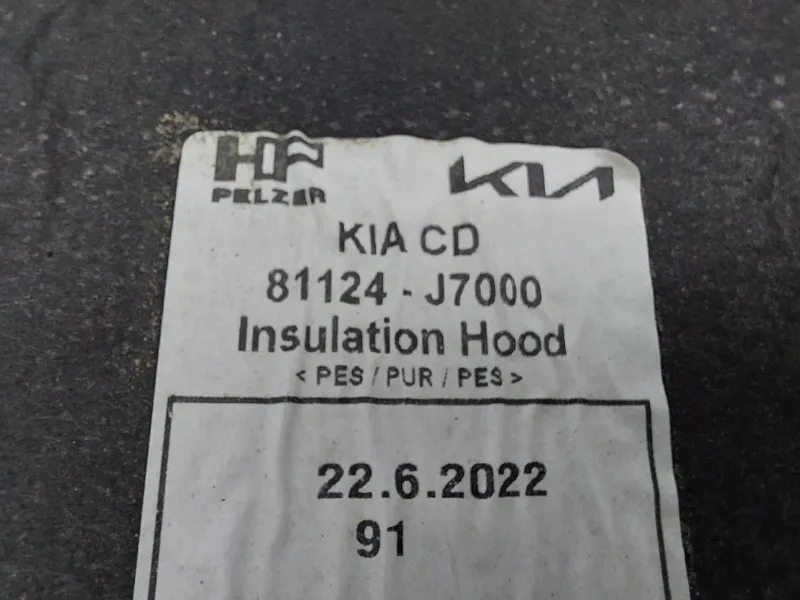 HP KIA
PELZER
KIA CD
81124 - J7000
Insulation Hood
< PES / PUR / PES >
22.6.2022
91